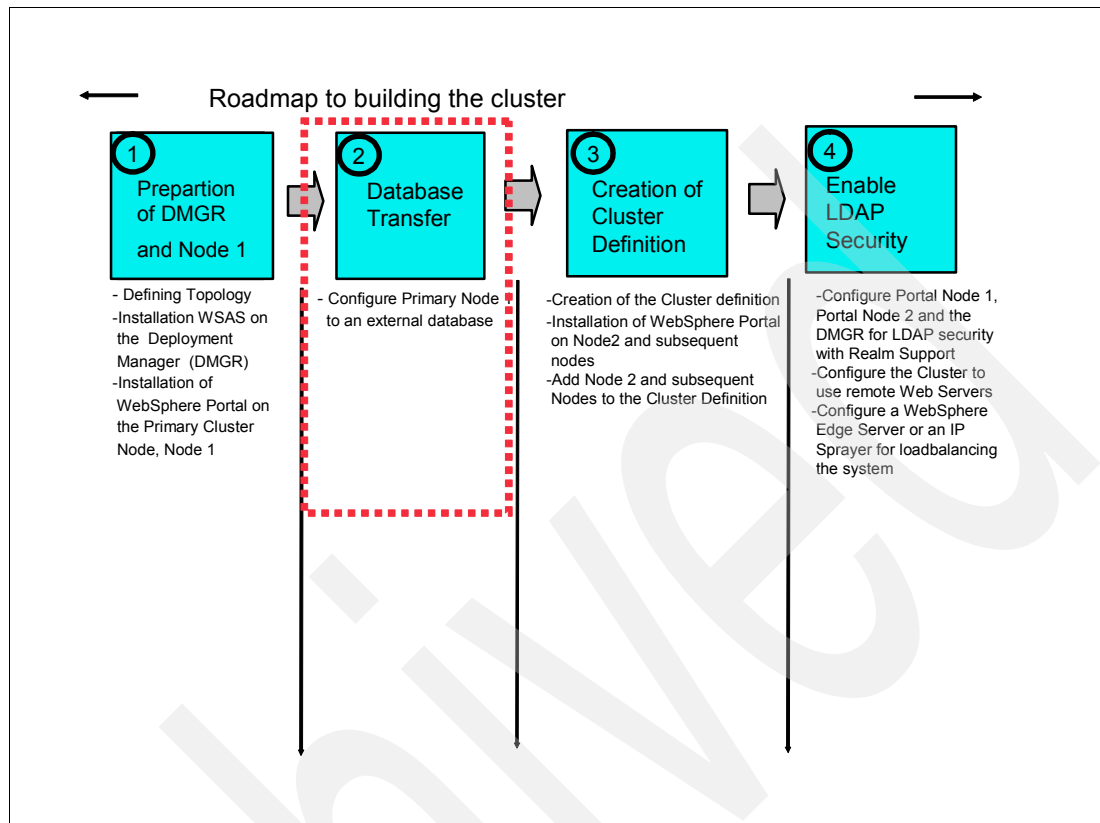 Roadmap to building the cluster
1
Prepartion
of DMGR
and Node 1
2
Database
Transfer
3
Creation of
Cluster
Definition
4
Enable
LDAP
Security
- Defining Topology
-Installation WSAS on
the Deployment
Manager (DMGR)
-Installation of
WebSphere Portal on
the Primary Cluster
Node, Node 1
- Configure Primary Node 1
to an external database
-Creation of the Cluster definition
-Installation of WebSphere Portal
on Node2 and subsequent
nodes
-Add Node 2 and subsequent
Nodes to the Cluster Definition
-Configure Portal Node 1,
Portal Node 2 and the
DMGR for LDAP security
with Realm Support
-Configure the Cluster to
use remote Web Servers
-Configure a WebSphere
Edge Server or an IP
Sprayer for loadbalancing
the system
hived